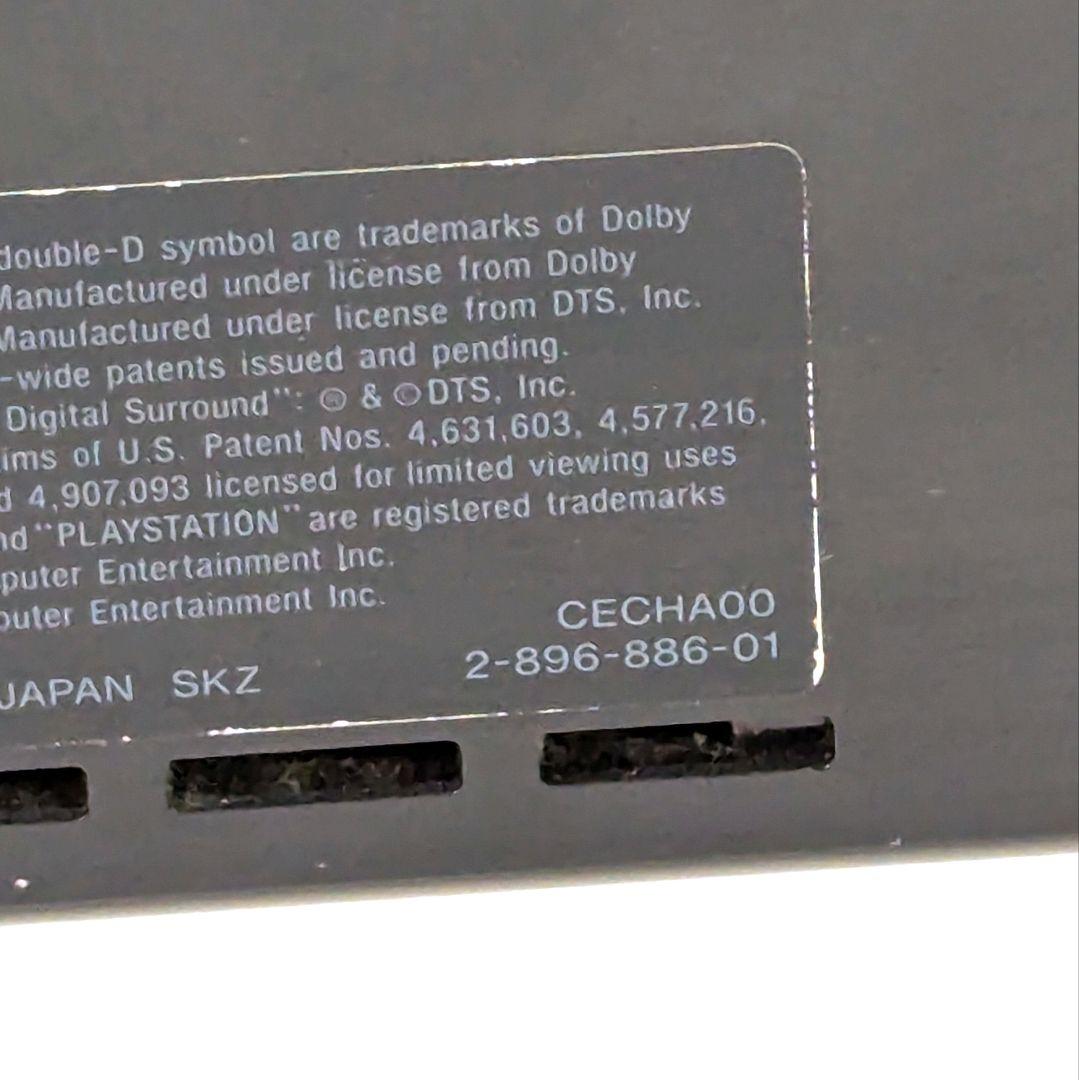 double-D symbol are trademarks of Dolby
Manufactured under license from Dolby
Manufactured under license from DTS, Inc.
-wide patents issued and pending.
Digital Surround": ℗ & ©DTS, Inc.
ims of U.S. Patent Nos. 4,631,603, 4,577,216,
d 4,907,093 licensed for limited viewing uses
nd "PLAYSTATION" are registered trademarks
puter Entertainment Inc.
puter Entertainment Inc.
CECHA00
JAPAN SKZ 2-896-886-01